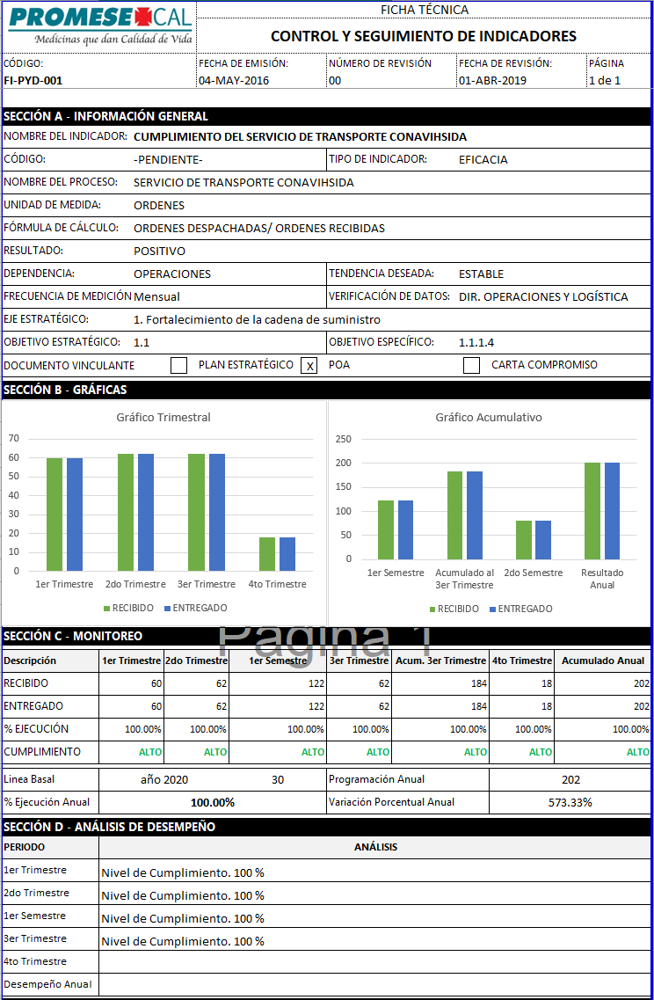 PROMESE CAL
Medicinas que dan Calidad de Vida
FICHA TÉCNICA
CONTROL Y SEGUIMIENTO DE INDICADORES
CÓDIGO: FECHA DE EMISIÓN: NÚMERO DE REVISIÓN FECHA DE REVISIÓN: PÁGINA
FI-PYD-001 04-MAY-2016 00 01-ABR-2019 1 de 1
SECCIÓN A - INFORMACIÓN GENERAL
NOMBRE DEL INDICADOR: CUMPLIMIENTO DEL SERVICIO DE TRANSPORTE CONAVIHSIDA
CÓDIGO: -PENDIENTE- TIPO DE INDICADOR: EFICACIA
NOMBRE DEL PROCESO: SERVICIO DE TRANSPORTE CONAVIHSIDA
UNIDAD DE MEDIDA: ORDENES
FÓRMULA DE CÁLCULO: ORDENES DESPACHADAS/ ORDENES RECIBIDAS
RESULTADO: POSITIVO
DEPENDENCIA: OPERACIONES TENDENCIA DESEADA: ESTABLE
FRECUENCIA DE MEDICIÓN Mensual VERIFICACIÓN DE DATOS: DIR. OPERACIONES Y LOGÍSTICA
EJE ESTRATÉGICO: 1. Fortalecimiento de la cadena de suministro
OBJETIVO ESTRATÉGICO: 1.1 OBJETIVO ESPECÍFICO: 1.1.1.4
DOCUMENTO VINCULANTE PLAN ESTRATÉGICO X POA CARTA COMPROMISO
SECCIÓN B - GRÁFICAS
Gráfico Trimestral
70
60
50
40
30
20
10
0
1er Trimestre 2do Trimestre 3er Trimestre 4to Trimestre
RECIBIDO ENTREGADO
Gráfico Acumulativo
250
200
150
100
50
0
1er Semestre Acumulado al 2do Semestre Resultado
3er Trimestre Anual
RECIBIDO ENTREGADO
Página 1
SECCIÓN C - MONITOREO
Descripción 1er Trimestre 2do Trimestre 1er Semestre 3er Trimestre Acum. 3er Trimestre 4to Trimestre Acumulado Anual
RECIBIDO 60 62 122 62 184 18 202
ENTREGADO 60 62 122 62 184 18 202
% EJECUCIÓN 100.00% 100.00% 100.00% 100.00% 100.00% 100.00% 100.00%
CUMPLIMIENTO ALTO ALTO ALTO ALTO ALTO ALTO ALTO
Linea Basal año 2020 30 Programación Anual 202
% Ejecución Anual 100.00% Variación Porcentual Anual 573.33%
SECCIÓN D - ANÁLISIS DE DESEMPEÑO
PERIODO ANÁLISIS
1er Trimestre Nivel de Cumplimiento. 100 %
2do Trimestre Nivel de Cumplimiento. 100 %
1er Semestre Nivel de Cumplimiento. 100 %
3er Trimestre Nivel de Cumplimiento. 100 %
4to Trimestre
Desempeño Anual